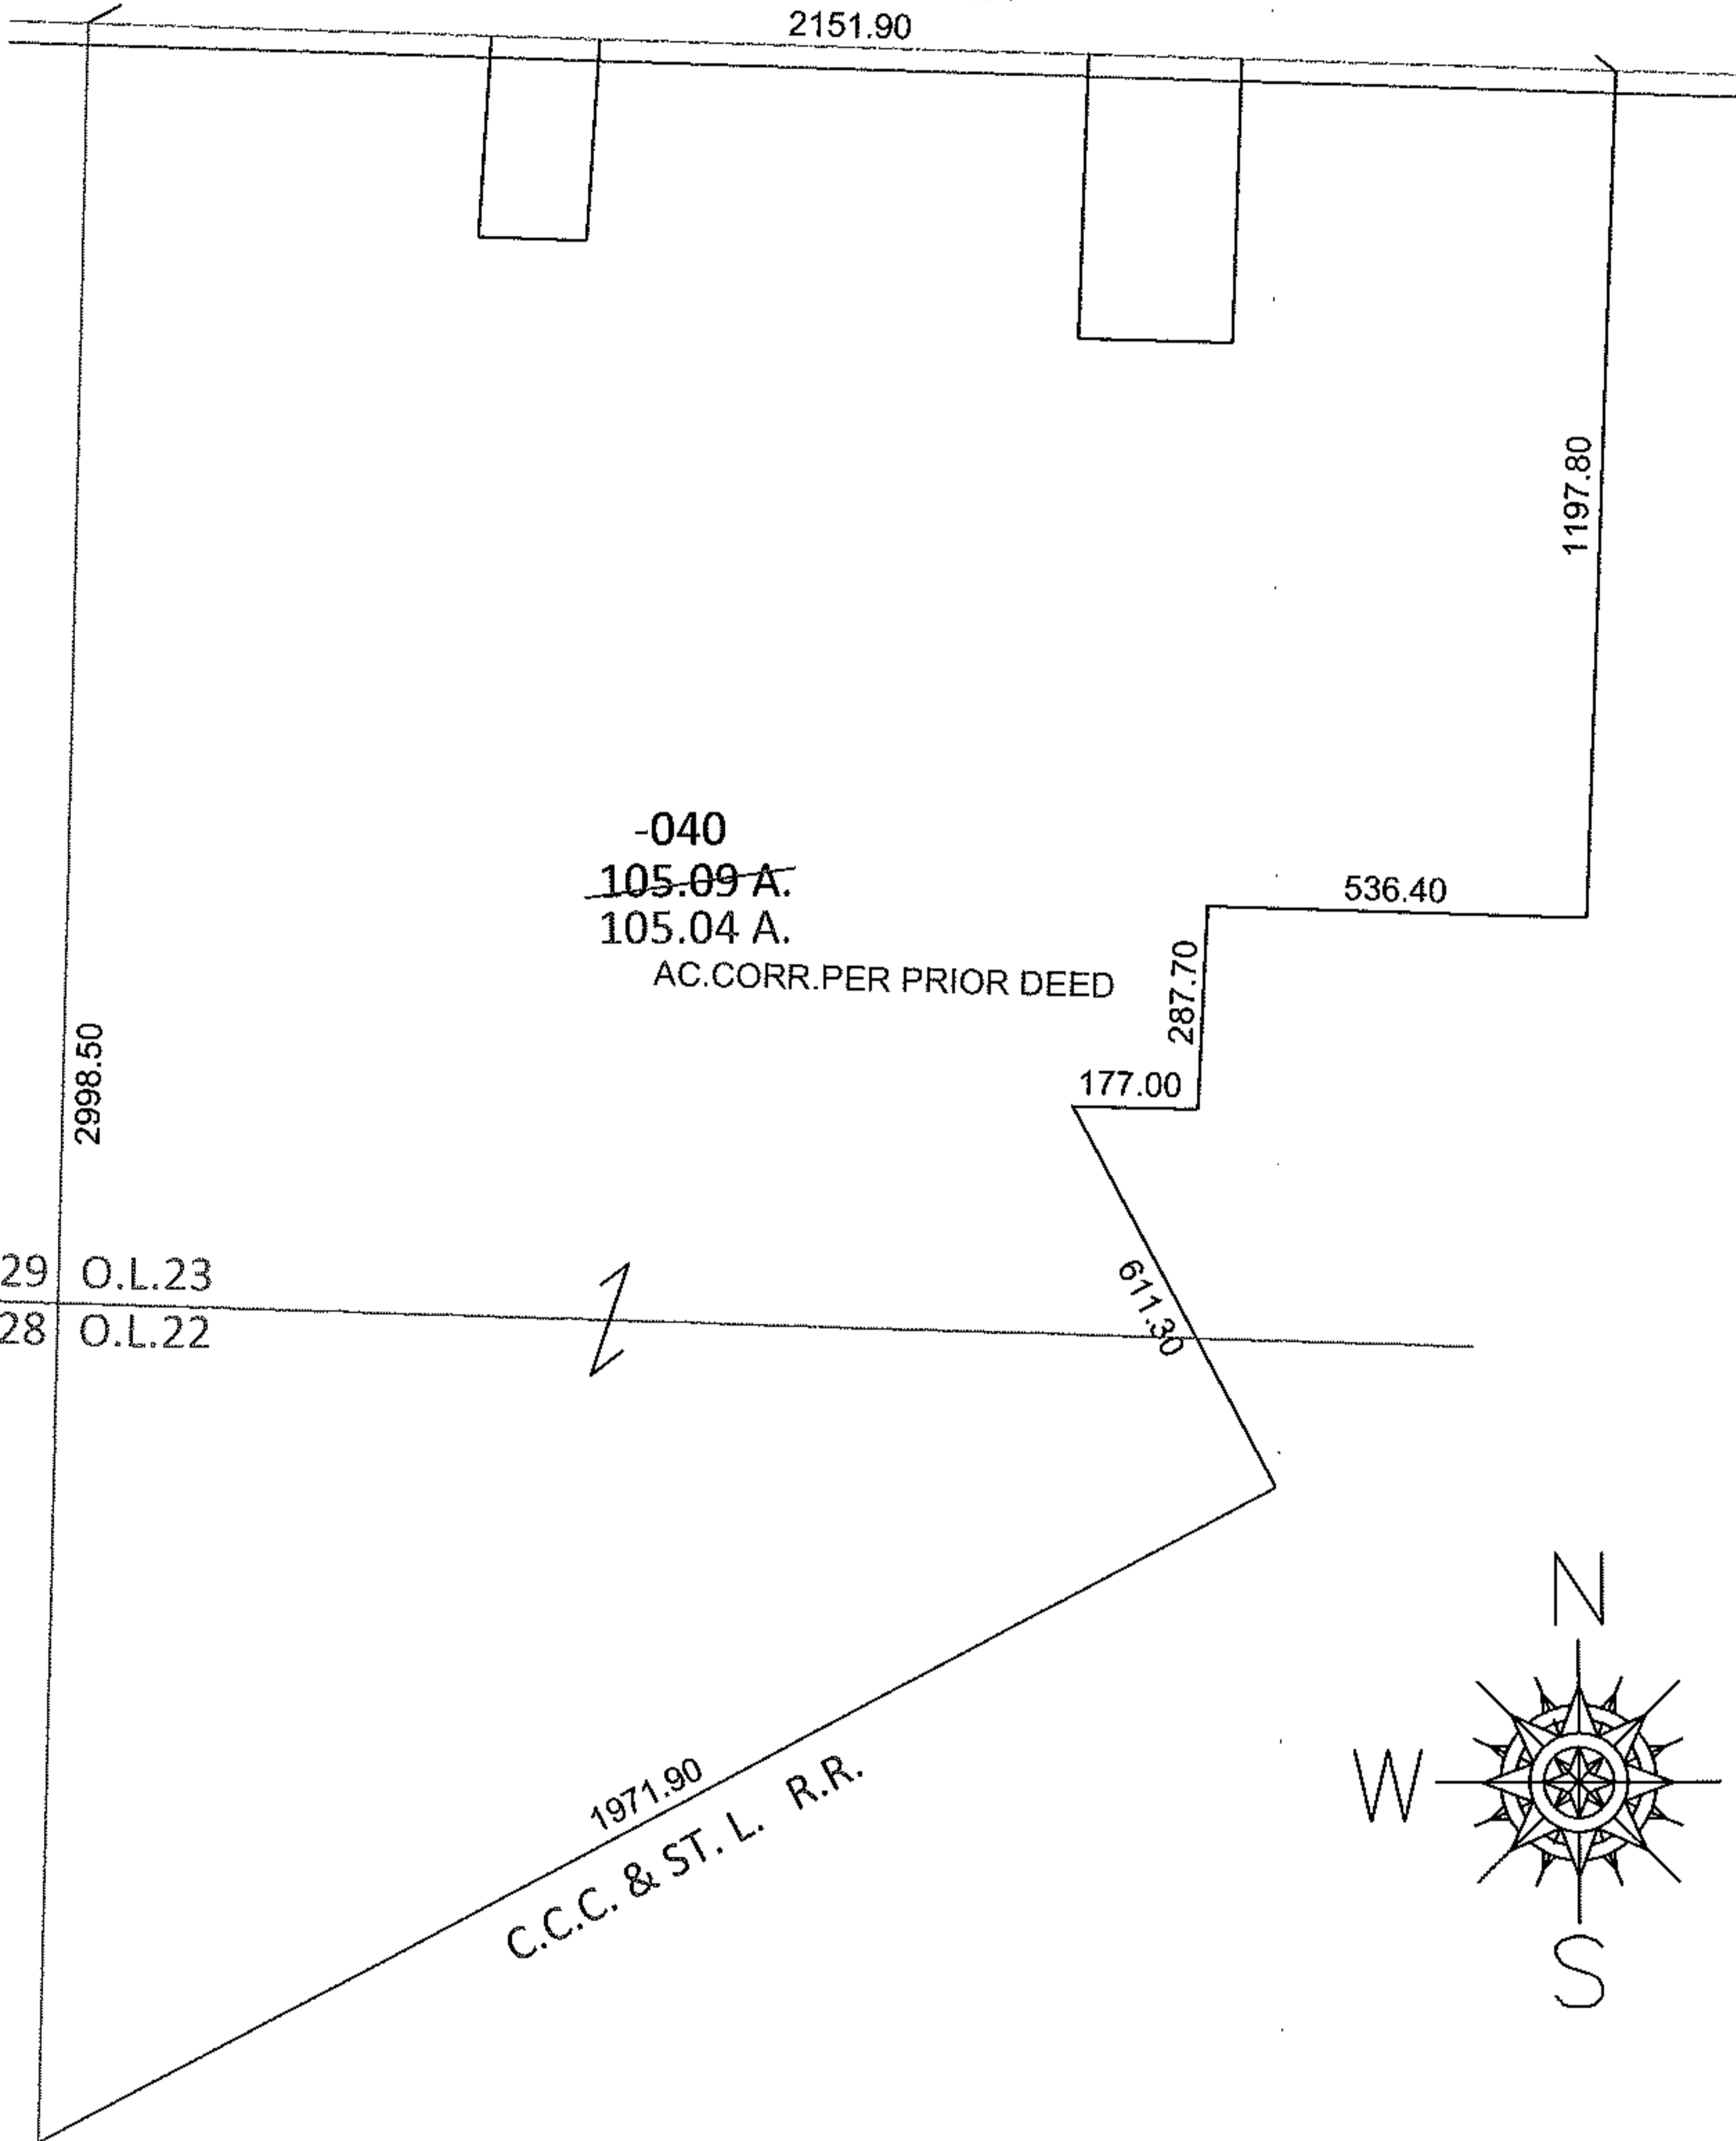 2151.90
1197.80
-040
105.09 A.
105.04 A.
AC.CORR.PER PRIOR DEED
536.40
287.70
177.00
2998.50
29 O.L.23
28 O.L.22
611.30
1971.90
C.C.C. & ST. L. R.R.
N
W
S